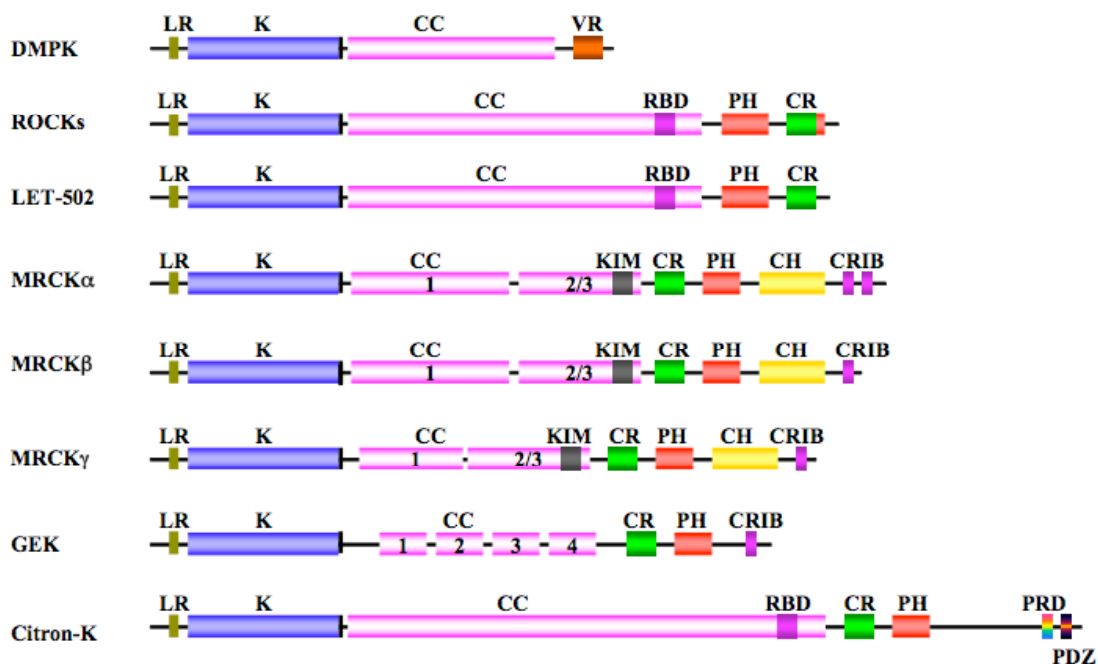 LR K CC VR
DMPK
LR K CC RBD PH CR
ROCKs
LR K CC RBD PH CR
LET-502
LR K CC KIM CR PH CH CRIB
MRCKα 1 2/3
LR K CC KIM CR PH CH CRIB
MRCKβ 1 2/3
LR K CC KIM CR PH CH CRIB
MRCKγ 1 2/3
LR K CC CR PH CRIB
GEK 1 2 3 4
LR K CC RBD CR PH PRD
Citron-K
PDZ